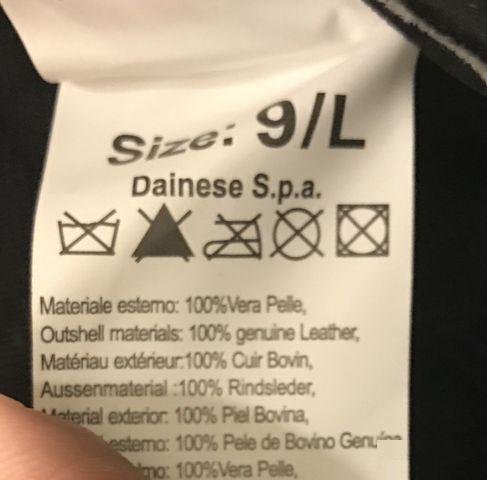 Size: 9/L
Dainese S.p.a.
Materiale esterno: 100%Vera Pelle,
Outshell materials: 100% genuine Leather,
Matériau extérieur:100% Cuir Bovin,
Aussenmaterial :100% Rindsleder,
Material exterior: 100% Piel Bovina,
esterno: 100% Pele de Bovino Genuíno
100%Vera Pelle,